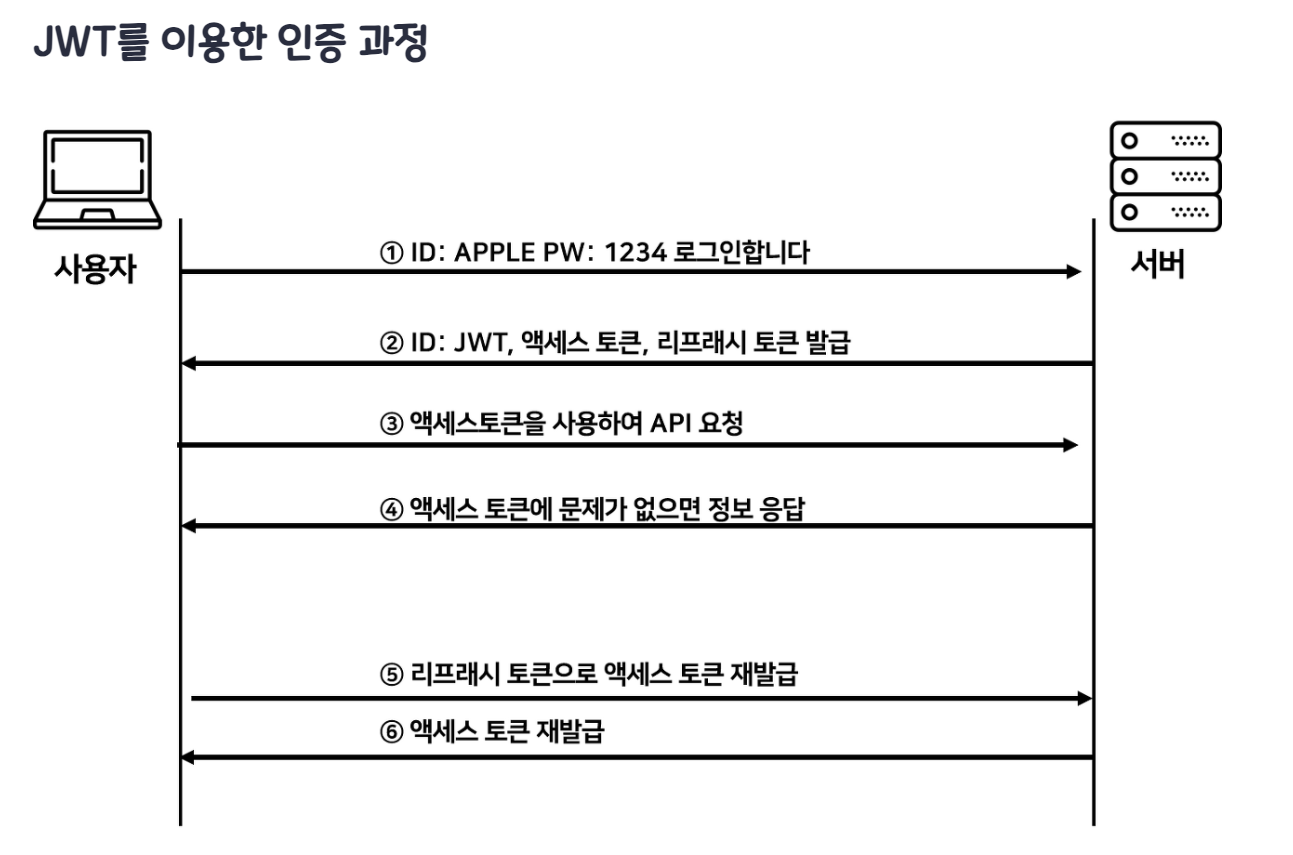 JWT를 이용한 인증 과정
사용자
서버
① ID: APPLE PW: 1234 로그인합니다
② ID: JWT, 액세스 토큰, 리프래시 토큰 발급
③ 액세스토큰을 사용하여 API 요청
④ 액세스 토큰에 문제가 없으면 정보 응답
⑤ 리프래시 토큰으로 액세스 토큰 재발급
⑥ 액세스 토큰 재발급